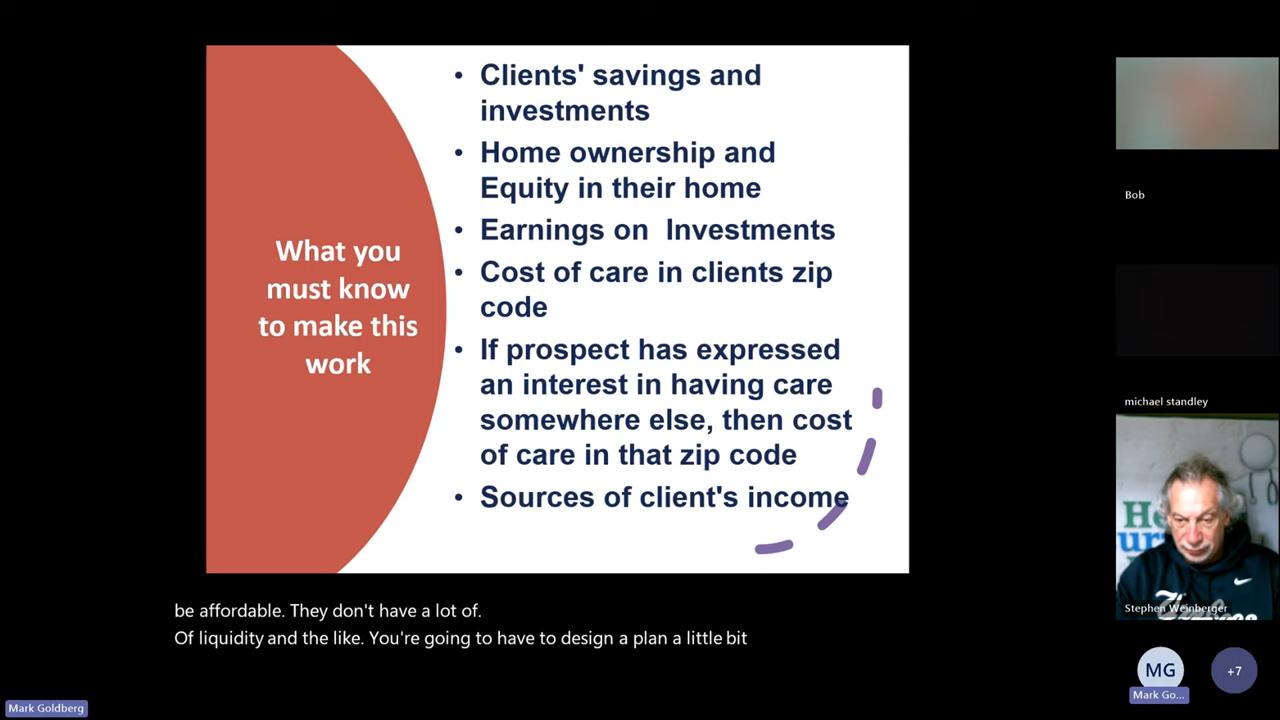 What you
must know
to make this
work
• Clients' savings and
investments
• Home ownership and
Equity in their home
• Earnings on  Investments
• Cost of care in clients zip
code
• If prospect has expressed
an interest in having care
somewhere else, then cost
of care in that zip code
• Sources of client's income
be affordable. They don't have a lot of.
Of liquidity and the like. You're going to have to design a plan a little bit
Mark Goldberg
Bob
michael standley
Stephen Weinberger
MG
Mark Go...
+7